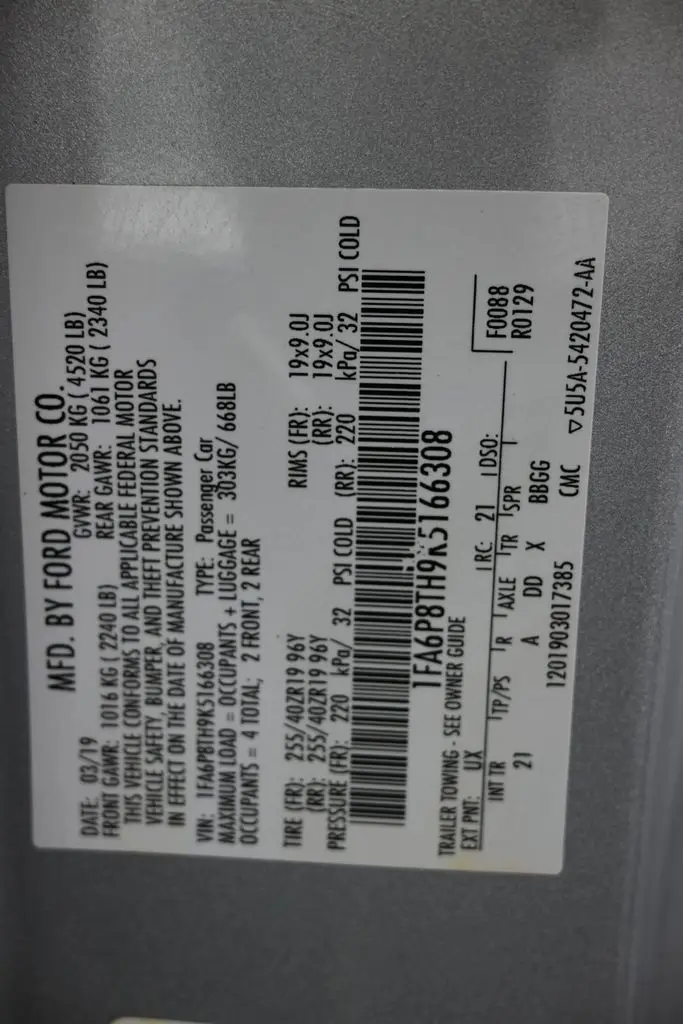 MFD. BY FORD MOTOR CO.
DATE: 03/19 GVWR: 2050 KG ( 4520 LB)
FRONT GAWR: 1016 KG ( 2240 LB) REAR GAWR: 1061 KG ( 2340 LB)
THIS VEHICLE CONFORMS TO ALL APPLICABLE FEDERAL MOTOR
VEHICLE SAFETY, BUMPER, AND THEFT PREVENTION STANDARDS
IN EFFECT ON THE DATE OF MANUFACTURE SHOWN ABOVE.
VIN: 1FA6P8TH9K5166308 TYPE: Passenger Car
MAXIMUM LOAD = OCCUPANTS + LUGGAGE = 303KG/ 668LB
OCCUPANTS = 4 TOTAL; 2 FRONT, 2 REAR
TIRE (FR): 255/40ZR19 96Y RIMS (FR): 19x9.0J
(RR): 255/40ZR19 96Y (RR): 19x9.0J
PRESSURE (FR): 220 kPa/ 32 PSI COLD (RR): 220 kPa/ 32 PSI COLD
1FA6P8TH9K5166308
TRAILER TOWING - SEE OWNER GUIDE
EXT PNT: UX RC: 21 DSO: F0088
INT TR TP/PS R AXLE TR SPR R0129
21 A DD X BBGG
1201903017385 CMC ▽5U5A-5420472-AA